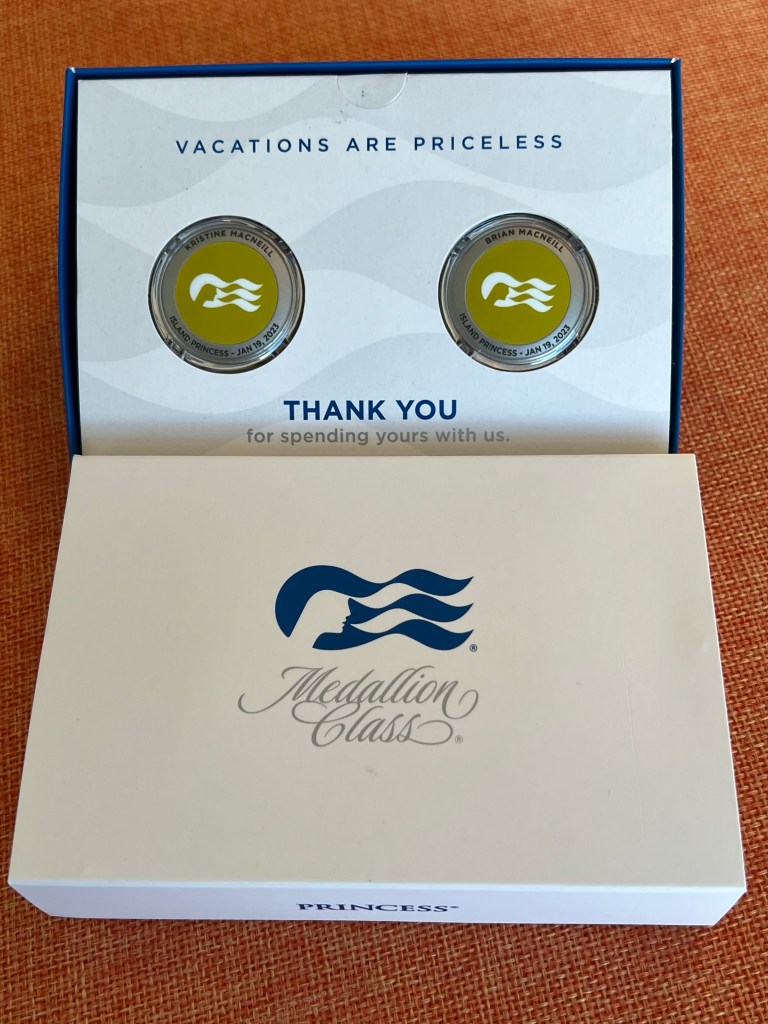 VACATIONS ARE PRICELESS
KRISTINE MACNEILL
ISLAND PRINCESS - JAN 19, 2023
BRIAN MACNEILL
ISLAND PRINCESS - JAN 19, 2023
THANK YOU
for spending yours with us.
®
Medallion
Class®
PRINCESS®